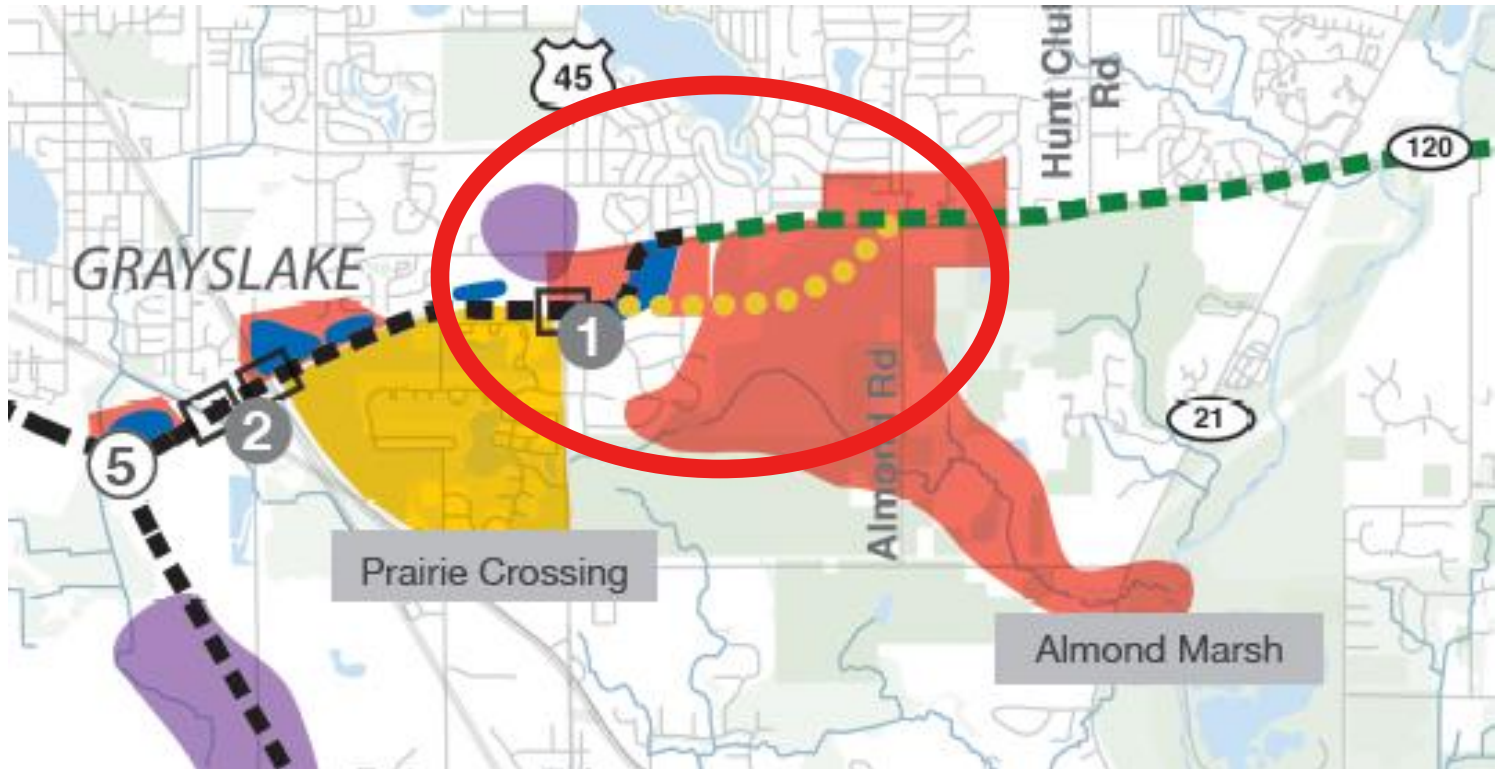 45
Hunt Club
Rd
120
GRAYSLAKE
1
2
5
Almond Rd
21
Prairie Crossing
Almond Marsh